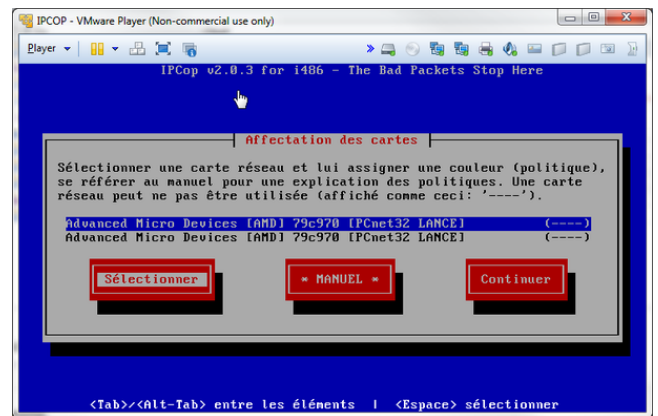 IPCOP - VMware Player (Non-commercial use only)
Player
IPCop v2.0.3 for i486 - The Bad Packets Stop Here
Affectation des cartes
Sélectionner une carte réseau et lui assigner une couleur (politique),
se référer au manuel pour une explication des politiques. Une carte
réseau peut ne pas être utilisée (affiché comme ceci: '----').
Advanced Micro Devices [AMD] 79c970 [PCnet32 LANCE] (----)
Advanced Micro Devices [AMD] 79c970 [PCnet32 LANCE] (----)
Sélectionner * MANUEL * Continuer
<Tab>/<Alt-Tab> entre les éléments | <Espace> sélectionner